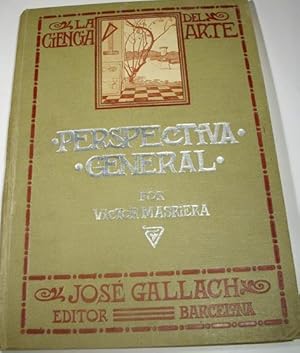 LA CIENCIA DEL ARTE
PERSPECTIVA
GENERAL
POR
VICTOR MASRIERA
JOSÉ GALLACH
EDITOR BARCELONA